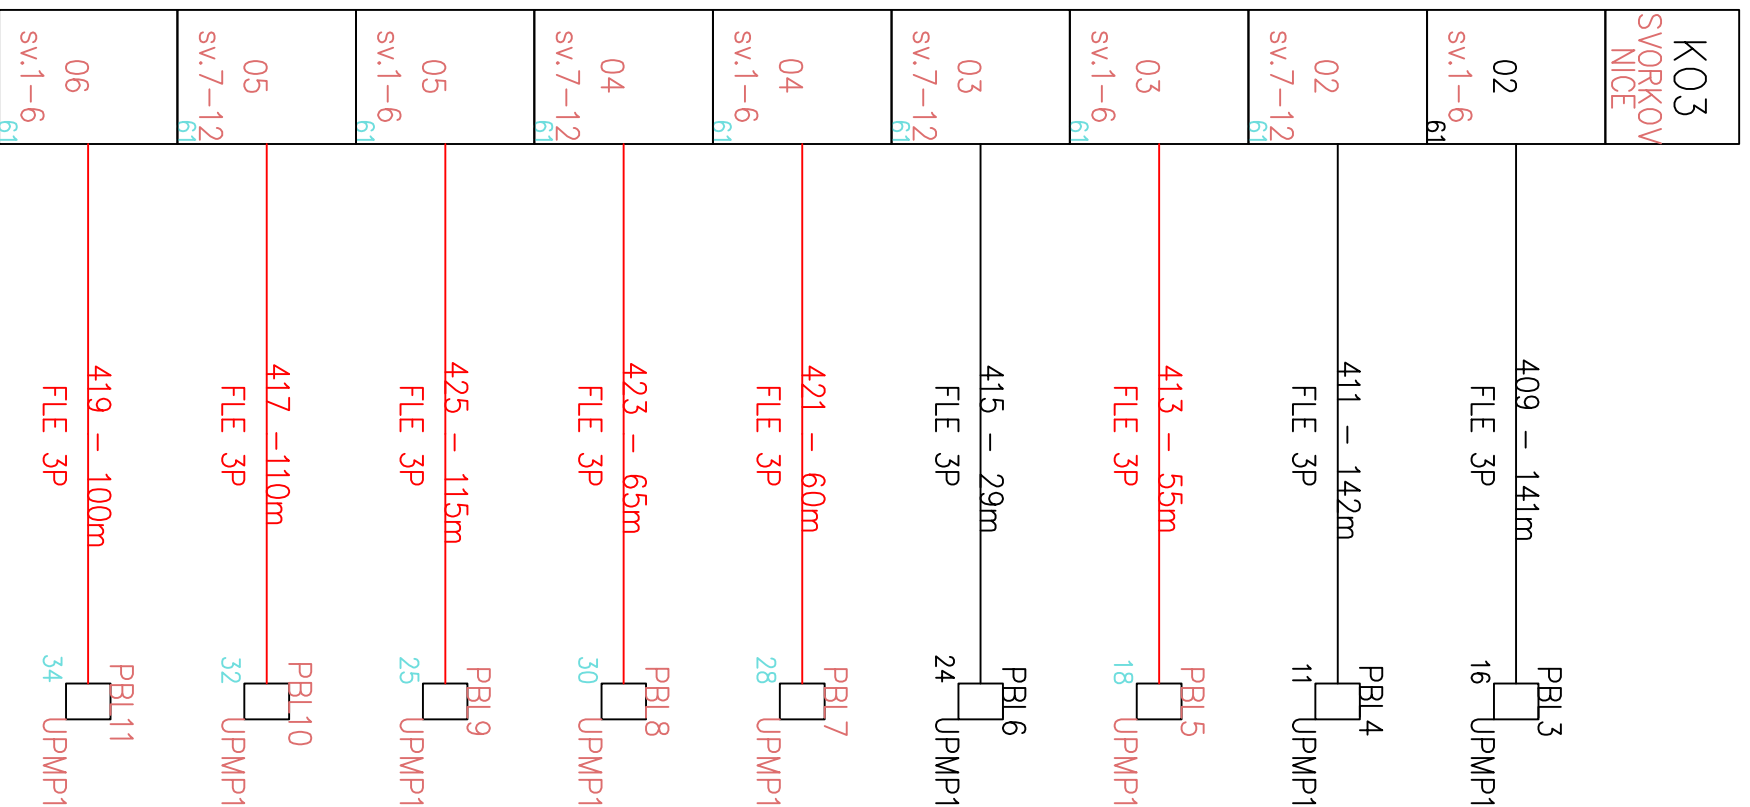 K03
SVORKOV
NICE
02
sv.1-6
61
409 - 141m
FLE 3P
16
PBL3
UPMP1
02
sv.7-12
61
411 - 142m
FLE 3P
11
PBL4
UPMP1
03
sv.1-6
61
413 - 55m
FLE 3P
18
PBL5
UPMP1
03
sv.7-12
61
415 - 29m
FLE 3P
24
PBL6
UPMP1
04
sv.1-6
61
421 - 60m
FLE 3P
28
PBL7
UPMP1
04
sv.7-12
61
423 - 65m
FLE 3P
30
PBL8
UPMP1
05
sv.1-6
61
425 - 115m
FLE 3P
25
PBL9
UPMP1
05
sv.7-12
61
417 -110m
FLE 3P
32
PBL10
UPMP1
06
sv.1-6
61
419 - 100m
FLE 3P
34
PBL11
UPMP1